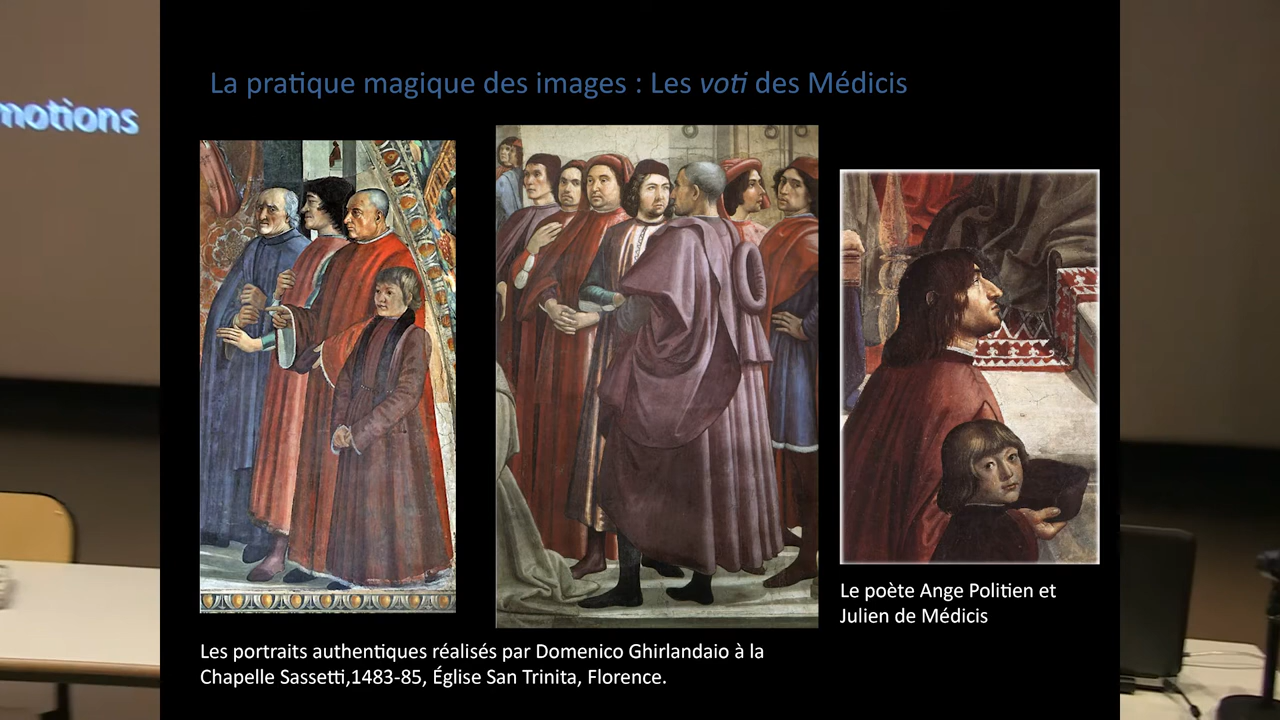 motions
La pratique magique des images : Les voti des Médicis
Le poète Ange Politien et
Julien de Médicis
Les portraits authentiques réalisés par Domenico Ghirlandaio à la
Chapelle Sassetti,1483-85, Église San Trinita, Florence.